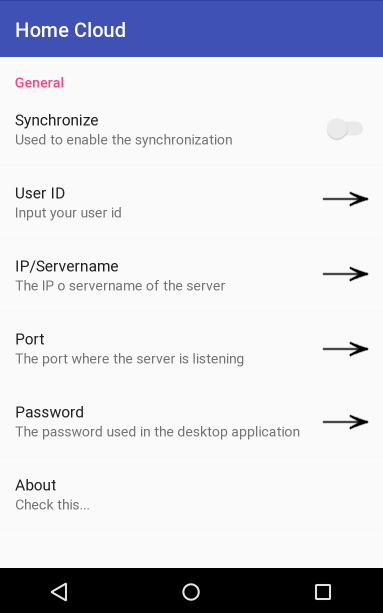 Home Cloud
General
Synchronize
Used to enable the synchronization
User ID
Input your user id
IP/Servername
The IP o servername of the server
Port
The port where the server is listening
Password
The password used in the desktop application
About
Check this...